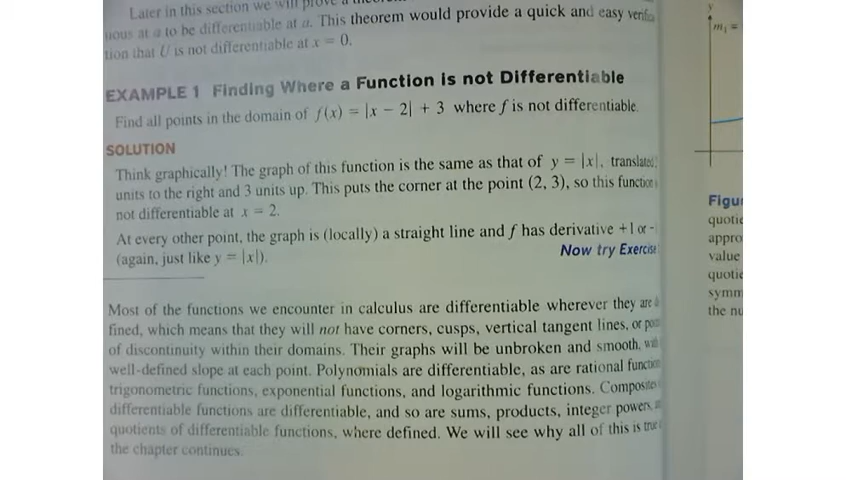 Later in this section we will prove a
uous at a to be differentiable at a. This theorem would provide a quick and easy
tion that U is not differentiable at x = 0.
EXAMPLE 1 Finding Where a Function is not Differentiable
Find all points in the domain of f(x) = |x − 2| + 3 where f is not differentiable.
SOLUTION
Think graphically! The graph of this function is the same as that of y = |x|, translated
units to the right and 3 units up. This puts the corner at the point (2, 3), so this function
not differentiable at x = 2.
At every other point, the graph is (locally) a straight line and f has derivative +1 or −
(again, just like y = |x|).
Now try Exercise
Most of the functions we encounter in calculus are differentiable wherever they are
fined, which means that they will not have corners, cusps, vertical tangent lines, or
of discontinuity within their domains. Their graphs will be unbroken and smooth,
well-defined slope at each point. Polynomials are differentiable, as are rational function
trigonometric functions, exponential functions, and logarithmic functions. Composites
differentiable functions are differentiable, and so are sums, products, integer powers,
quotients of differentiable functions, where defined. We will see why all of this is true
the chapter continues.
y
m₁ =
Figu
quotie
appro
value
quotie
symm
the nu